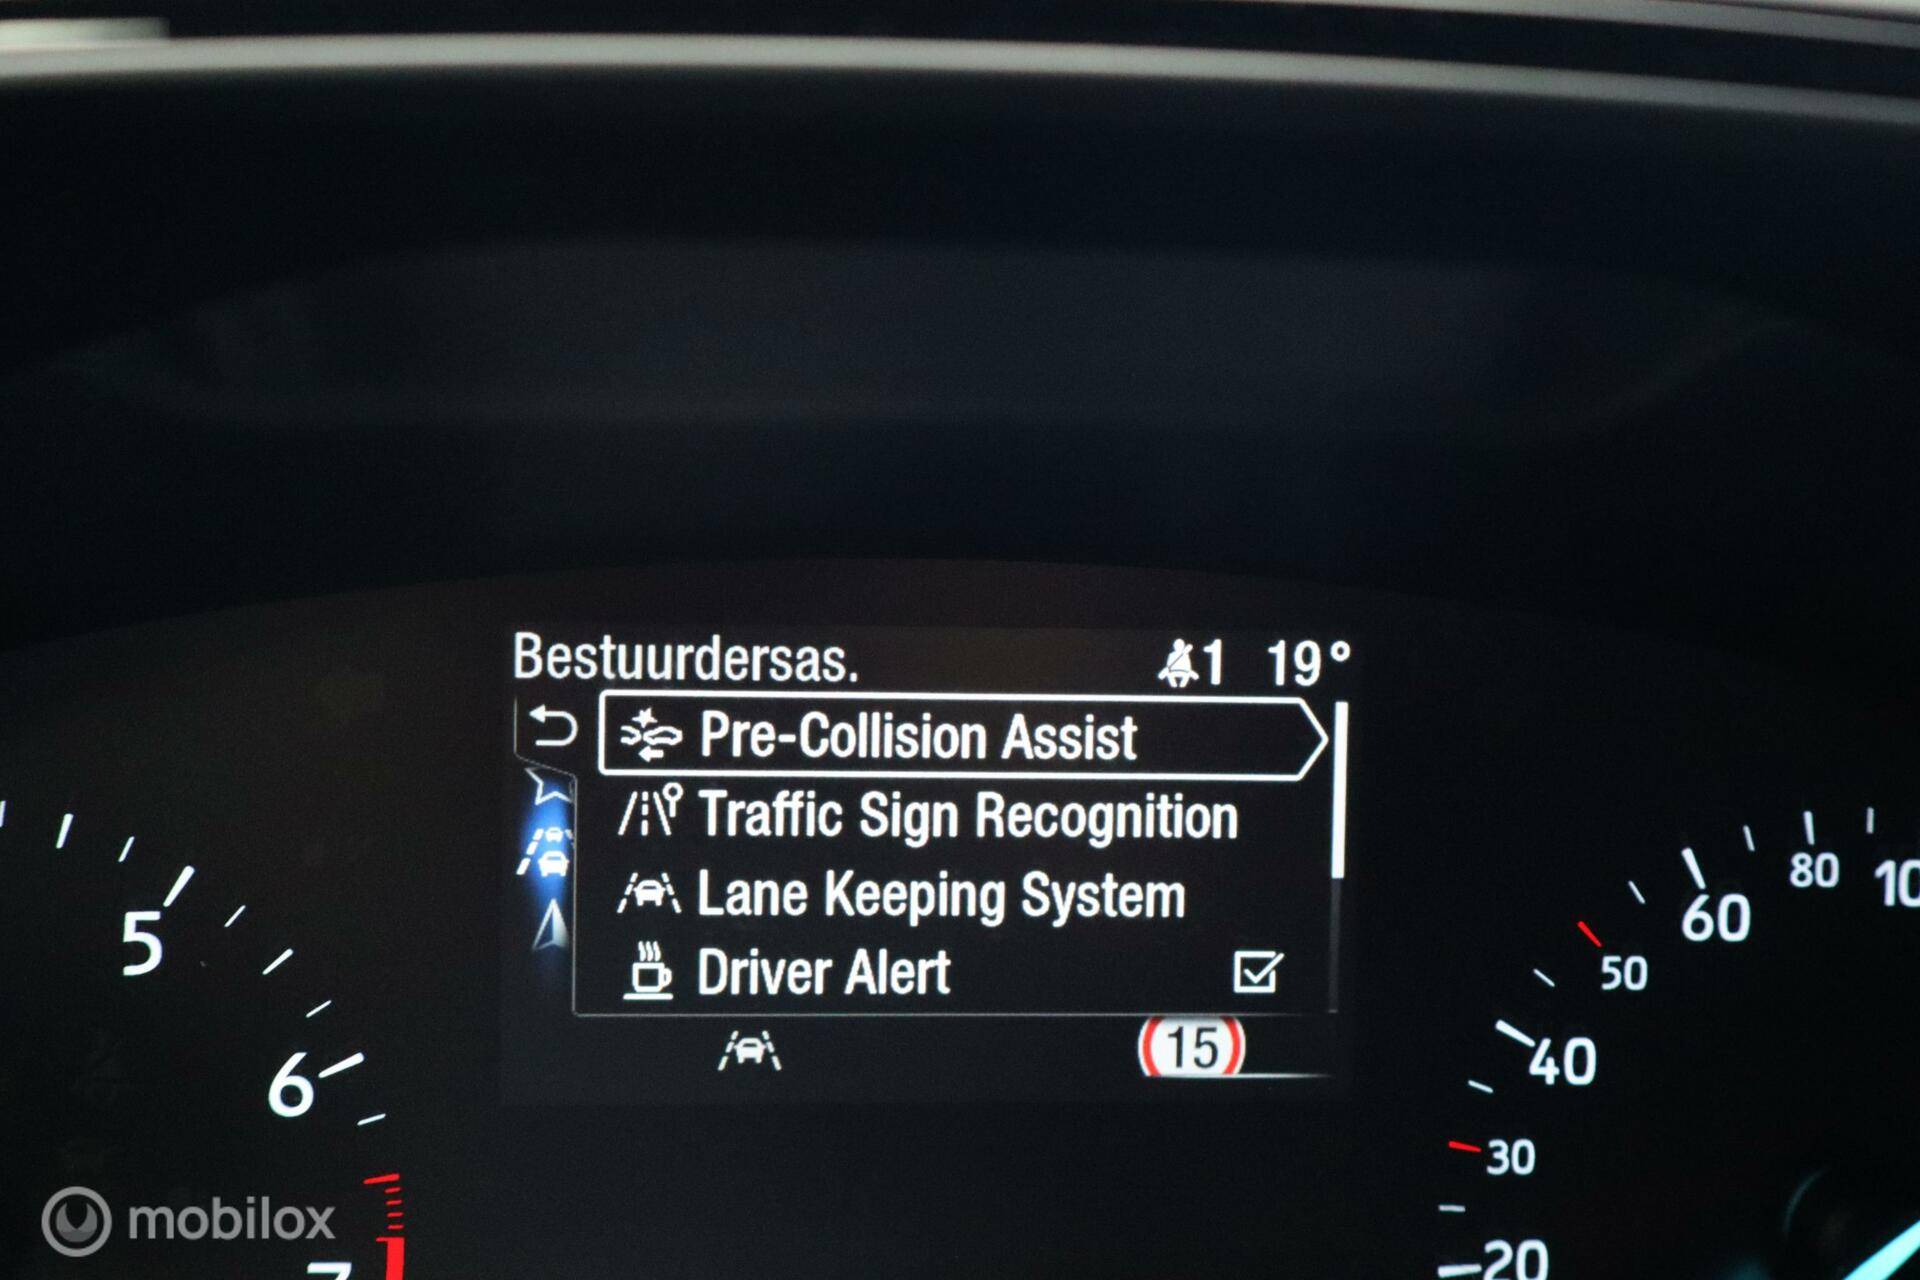 Bestuurdersas. 1 19°
Pre-Collision Assist
Traffic Sign Recognition
Lane Keeping System
Driver Alert
15
5
6
7
20
30
40
50
60
80
mobilox